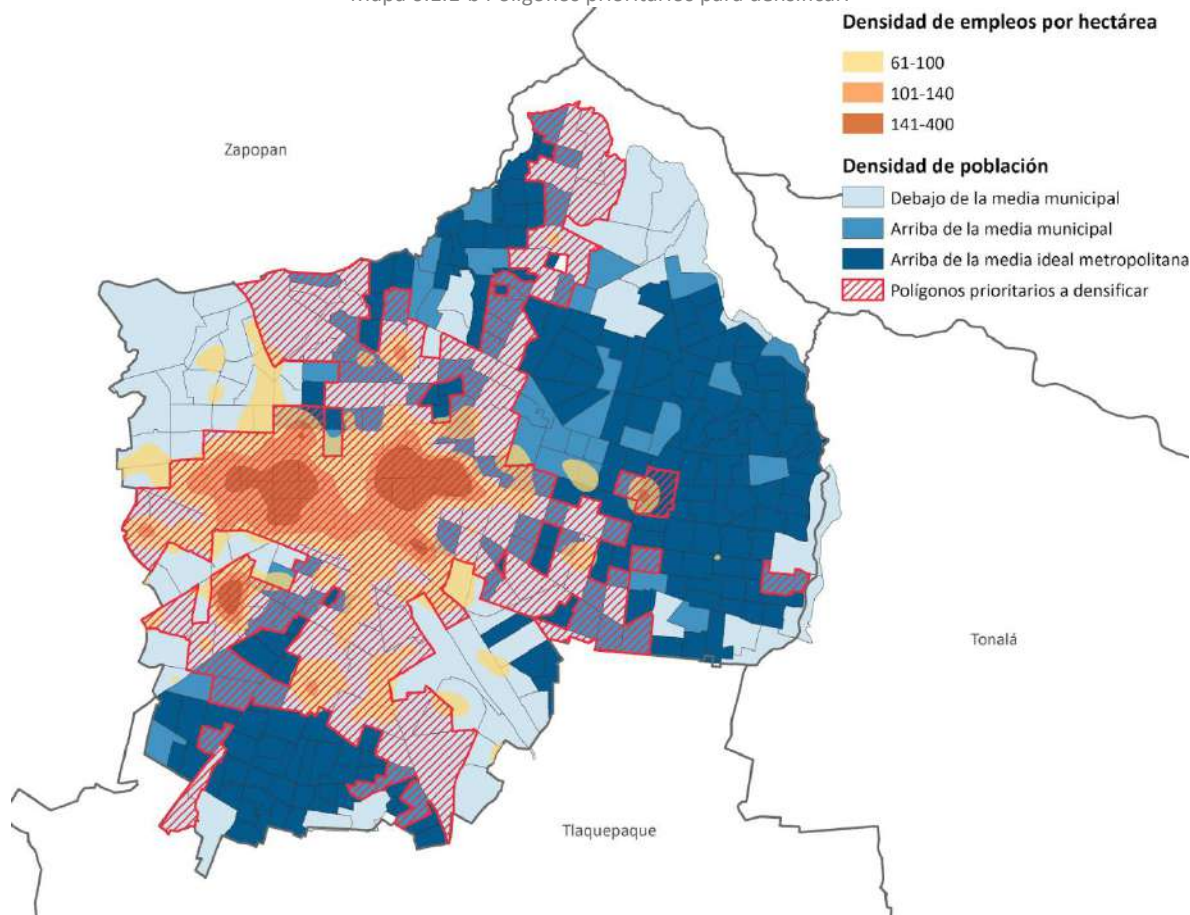 Densidad de empleos por hectárea
61-100
101-140
141-400
Densidad de población
Debajo de la media municipal
Arriba de la media municipal
Arriba de la media ideal metropolitana
Polígonos prioritarios a densificar
Zapopan
Tonalá
Tlaquepaque